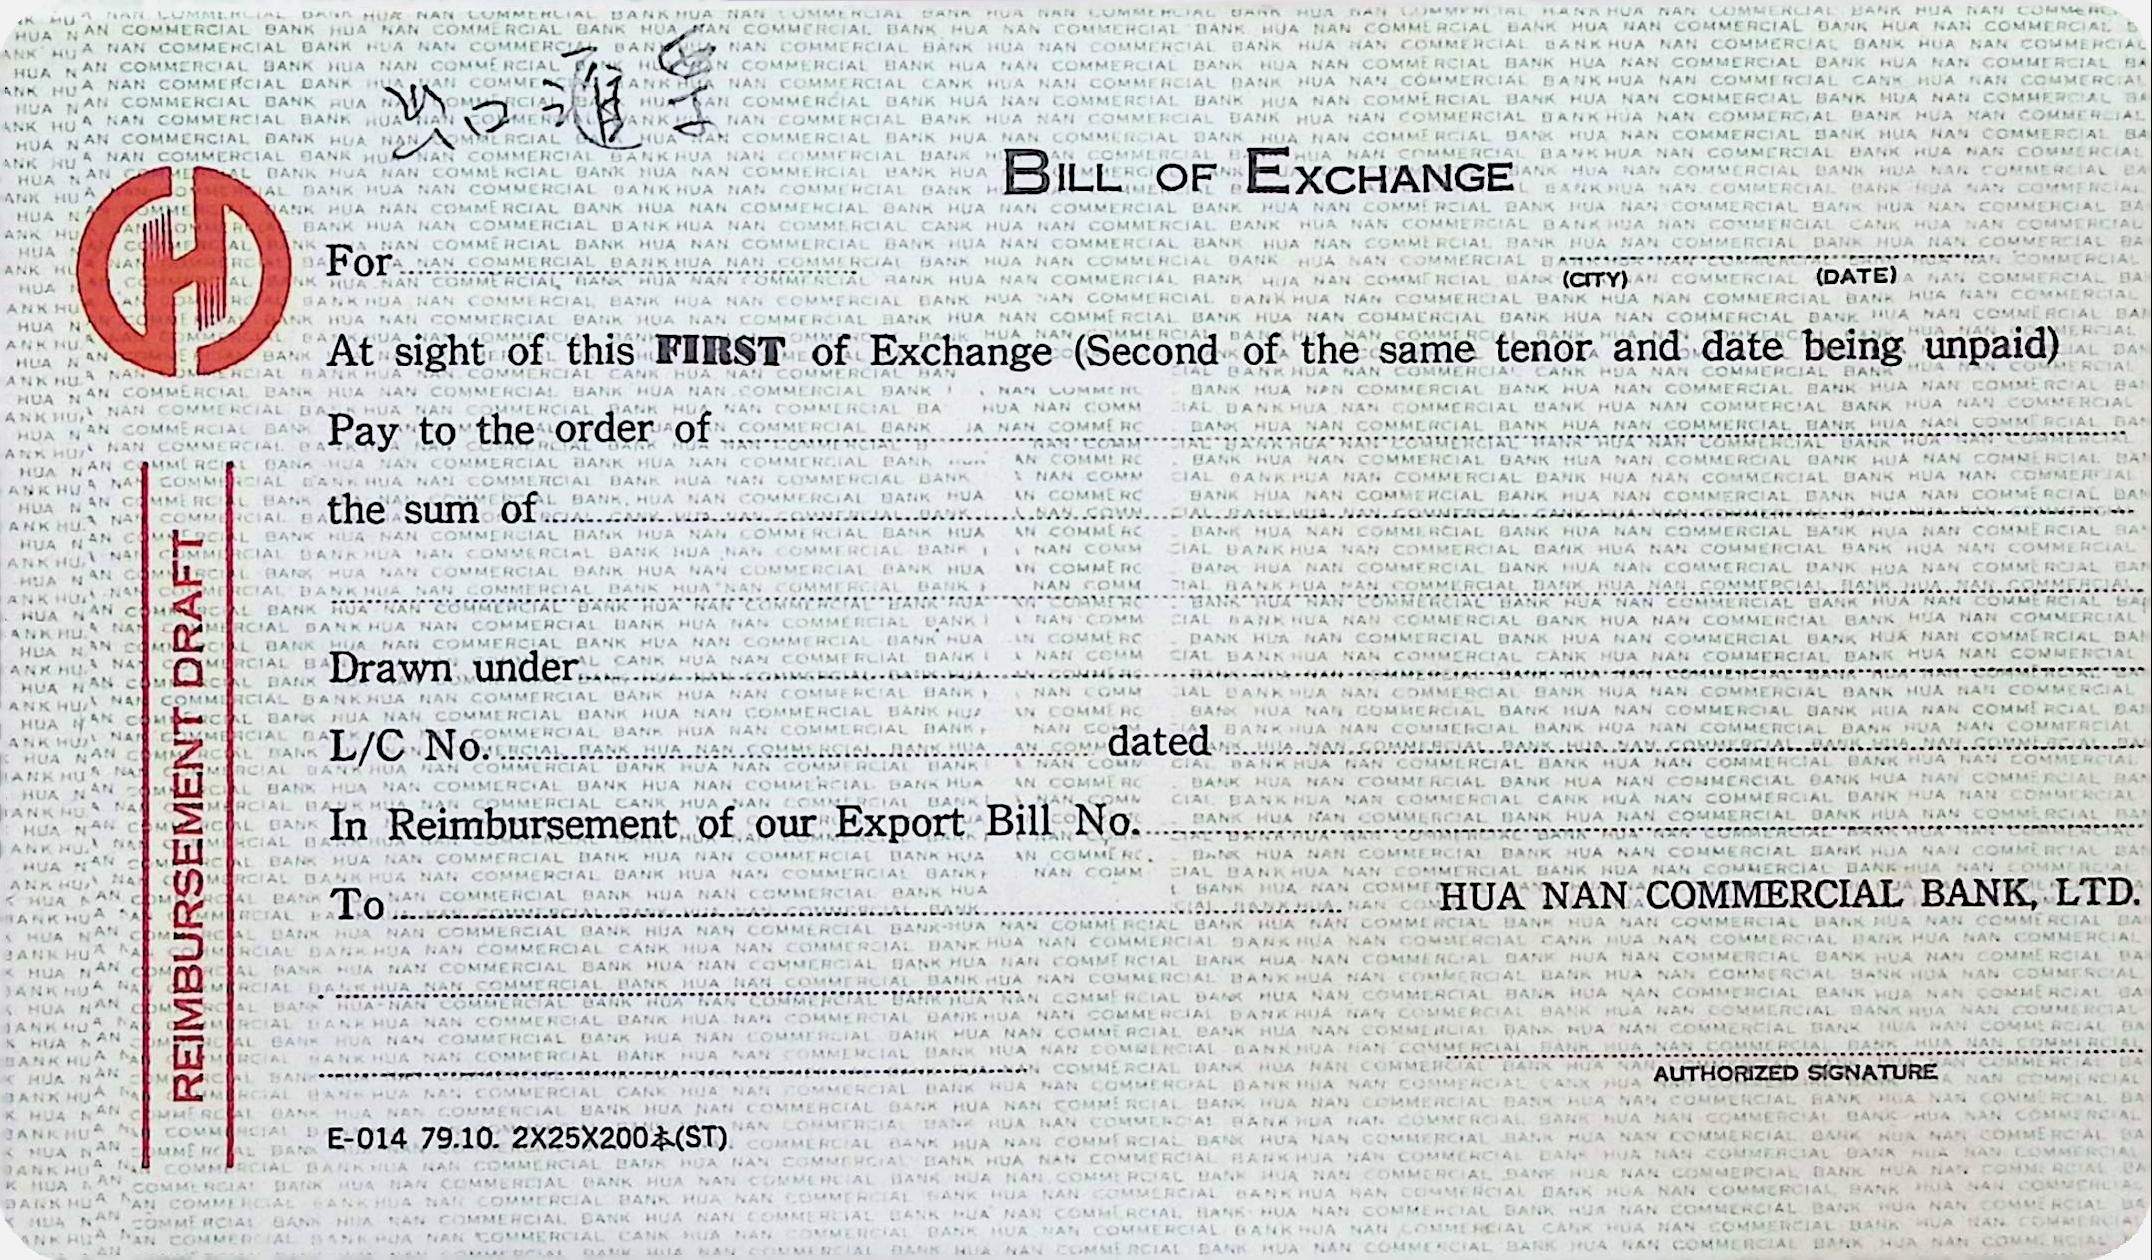 出口匯票
BILL OF EXCHANGE
For
(CITY) (DATE)
At sight of this FIRST of Exchange (Second of the same tenor and date being unpaid)
Pay to the order of
the sum of
Drawn under
L/C No. dated
In Reimbursement of our Export Bill No.
To HUA NAN COMMERCIAL BANK, LTD.
AUTHORIZED SIGNATURE
E-014 79.10. 2X25X200本(ST)
REIMBURSEMENT DRAFT